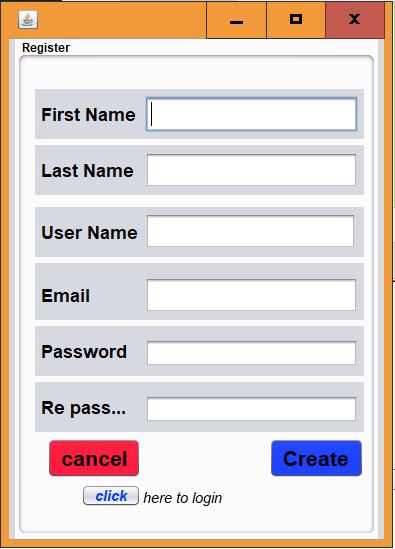 Register
First Name
Last Name
User Name
Email
Password
Re pass...
cancel Create
click here to login